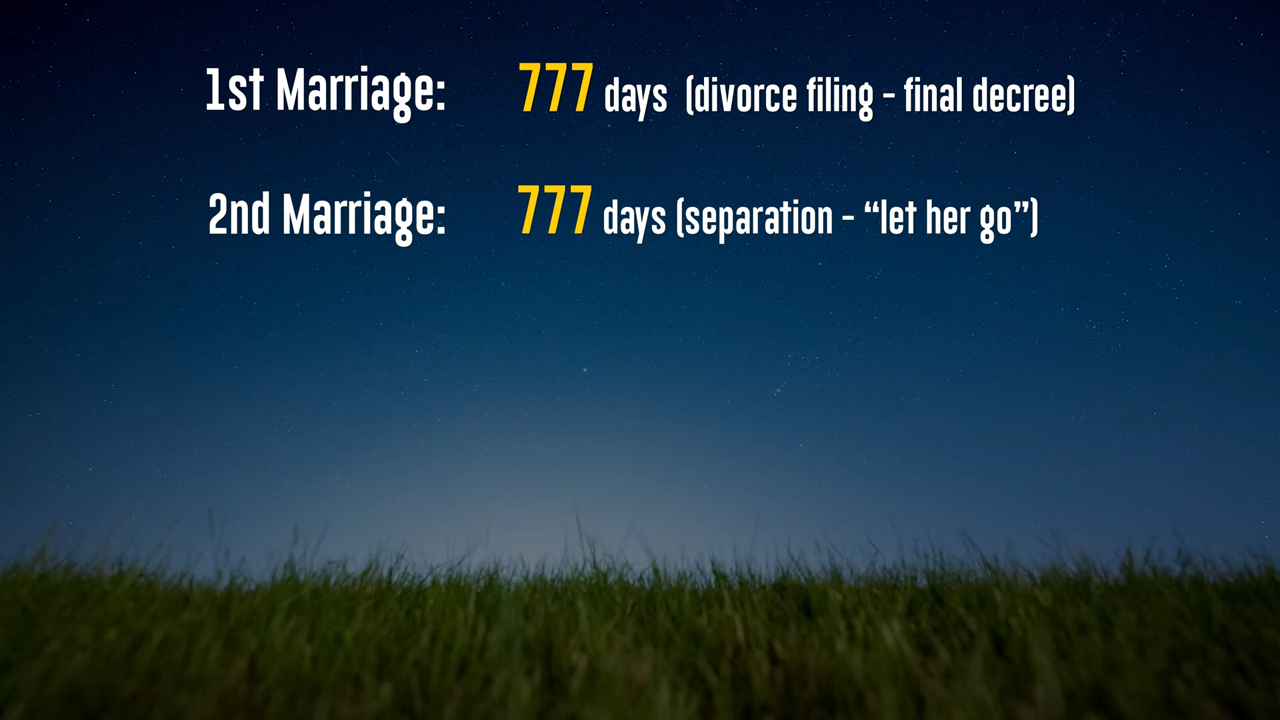 1st Marriage: 777 days (divorce filing - final decree)
2nd Marriage: 777 days (separation - “let her go”)